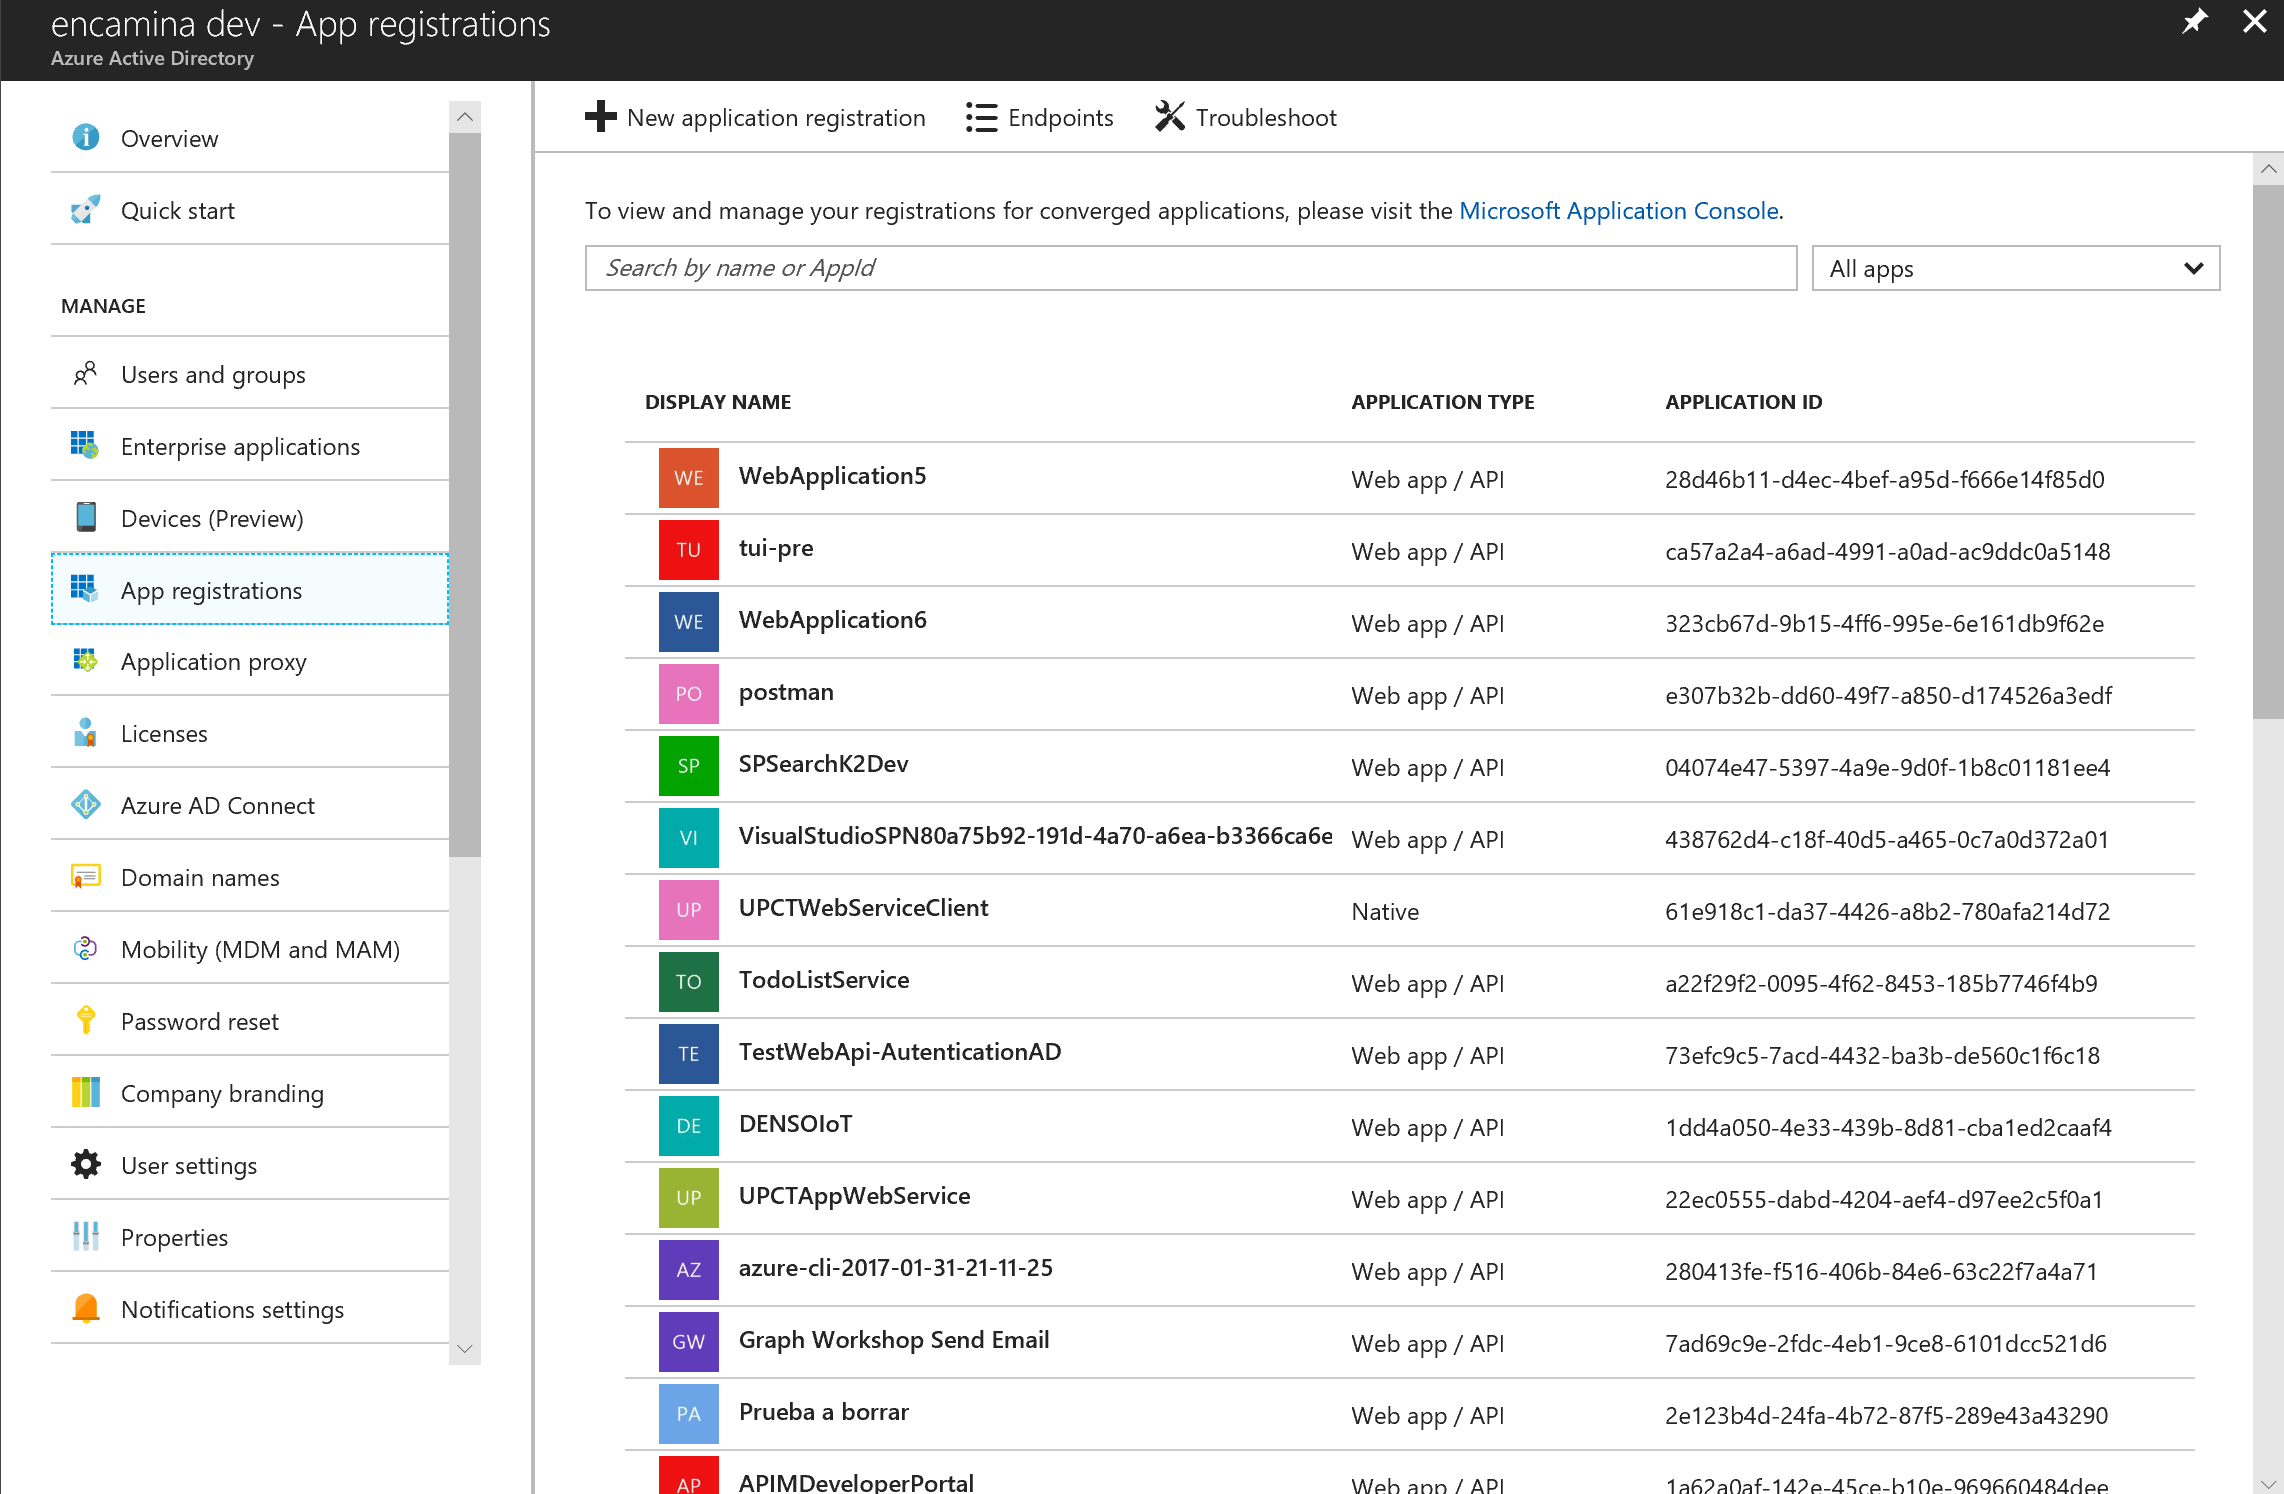 encamina dev - App registrations
Azure Active Directory
Overview
Quick start
MANAGE
Users and groups
Enterprise applications
Devices (Preview)
App registrations
Application proxy
Licenses
Azure AD Connect
Domain names
Mobility (MDM and MAM)
Password reset
Company branding
User settings
Properties
Notifications settings
New application registration Endpoints Troubleshoot
To view and manage your registrations for converged applications, please visit the Microsoft Application Console.
Search by name or AppId All apps
DISPLAY NAME APPLICATION TYPE APPLICATION ID
WE WebApplication5 Web app / API 28d46b11-d4ec-4bef-a95d-f666e14f85d0
TU tui-pre Web app / API ca57a2a4-a6ad-4991-a0ad-ac9ddc0a5148
WE WebApplication6 Web app / API 323cb67d-9b15-4ff6-995e-6e161db9f62e
PO postman Web app / API e307b32b-dd60-49f7-a850-d174526a3edf
SP SPSearchK2Dev Web app / API 04074e47-5397-4a9e-9d0f-1b8c01181ee4
VI VisualStudioSPN80a75b92-191d-4a70-a6ea-b3366ca6e Web app / API 438762d4-c18f-40d5-a465-0c7a0d372a01
UP UPCTWebServiceClient Native 61e918c1-da37-4426-a8b2-780afa214d72
TO TodoListService Web app / API a22f29f2-0095-4f62-8453-185b7746f4b9
TE TestWebApi-AutenticationAD Web app / API 73efc9c5-7acd-4432-ba3b-de560c1f6c18
DE DENSOIoT Web app / API 1dd4a050-4e33-439b-8d81-cba1ed2caaf4
UP UPCTAppWebService Web app / API 22ec0555-dabd-4204-aef4-d97ee2c5f0a1
AZ azure-cli-2017-01-31-21-11-25 Web app / API 280413fe-f516-406b-84e6-63c22f7a4a71
GW Graph Workshop Send Email Web app / API 7ad69c9e-2fdc-4eb1-9ce8-6101dcc521d6
PA Prueba a borrar Web app / API 2e123b4d-24fa-4b72-87f5-289e43a43290
AP APIMDeveloperPortal Web app / API 1a62a0af-142e-45ce-b10e-969660484dee